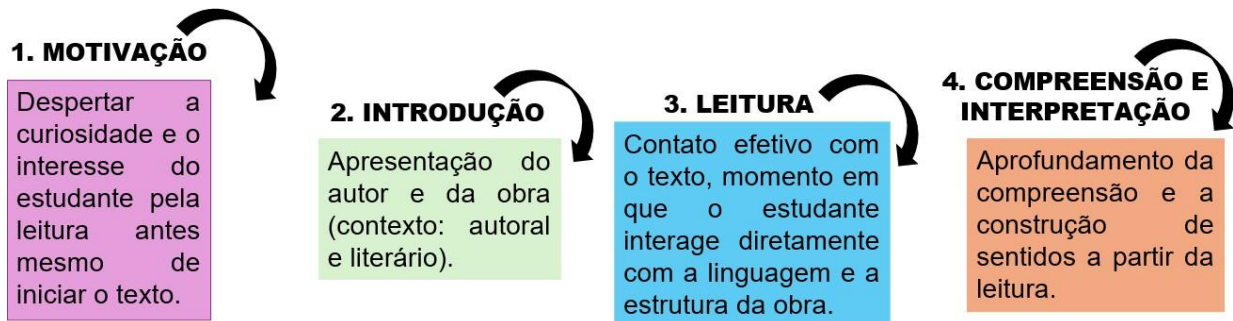 1. MOTIVAÇÃO
Despertar a
curiosidade e o
interesse do
estudante pela
leitura antes
mesmo de
iniciar o texto.
2. INTRODUÇÃO
Apresentação do
autor e da obra
(contexto: autoral
e literário).
3. LEITURA
Contato efetivo com
o texto, momento em
que o estudante
interage diretamente
com a linguagem e a
estrutura da obra.
4. COMPREENSÃO E
INTERPRETAÇÃO
Aprofundamento da
compreensão e a
construção de
sentidos a partir da
leitura.